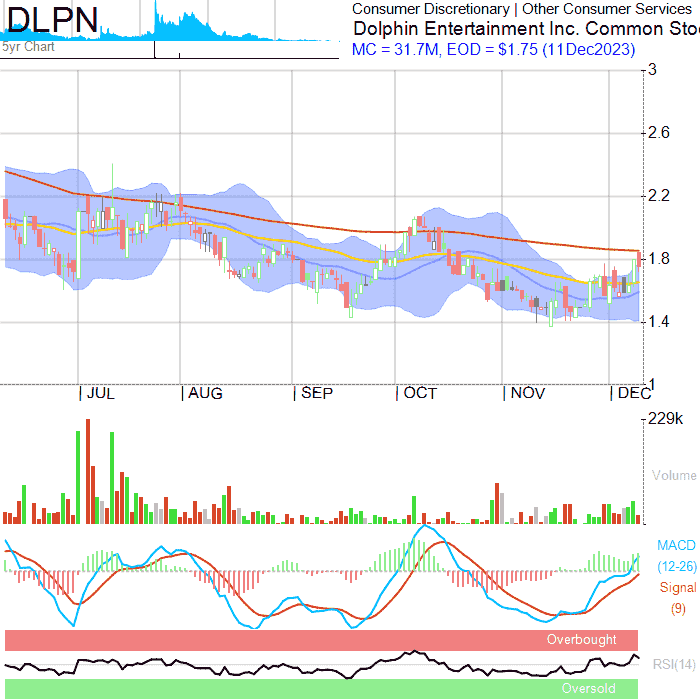 DLPN
5yr Chart
Consumer Discretionary | Other Consumer Services
Dolphin Entertainment Inc. Common Stoc
MC = 31.7M, EOD = $1.75 (11Dec2023)
3
2.6
2.2
1.8
1.4
1
JUL AUG SEP OCT NOV DEC
229k
Volume
MACD
(12-26)
Signal
(9)
Overbought
RSI(14)
Oversold